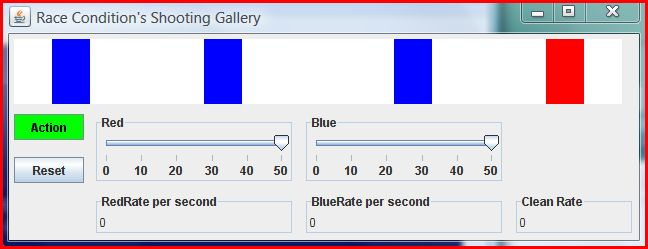 Race Condition's Shooting Gallery
Action
Reset
Red
0 10 20 30 40 50
Blue
0 10 20 30 40 50
RedRate per second
0
BlueRate per second
0
Clean Rate
0